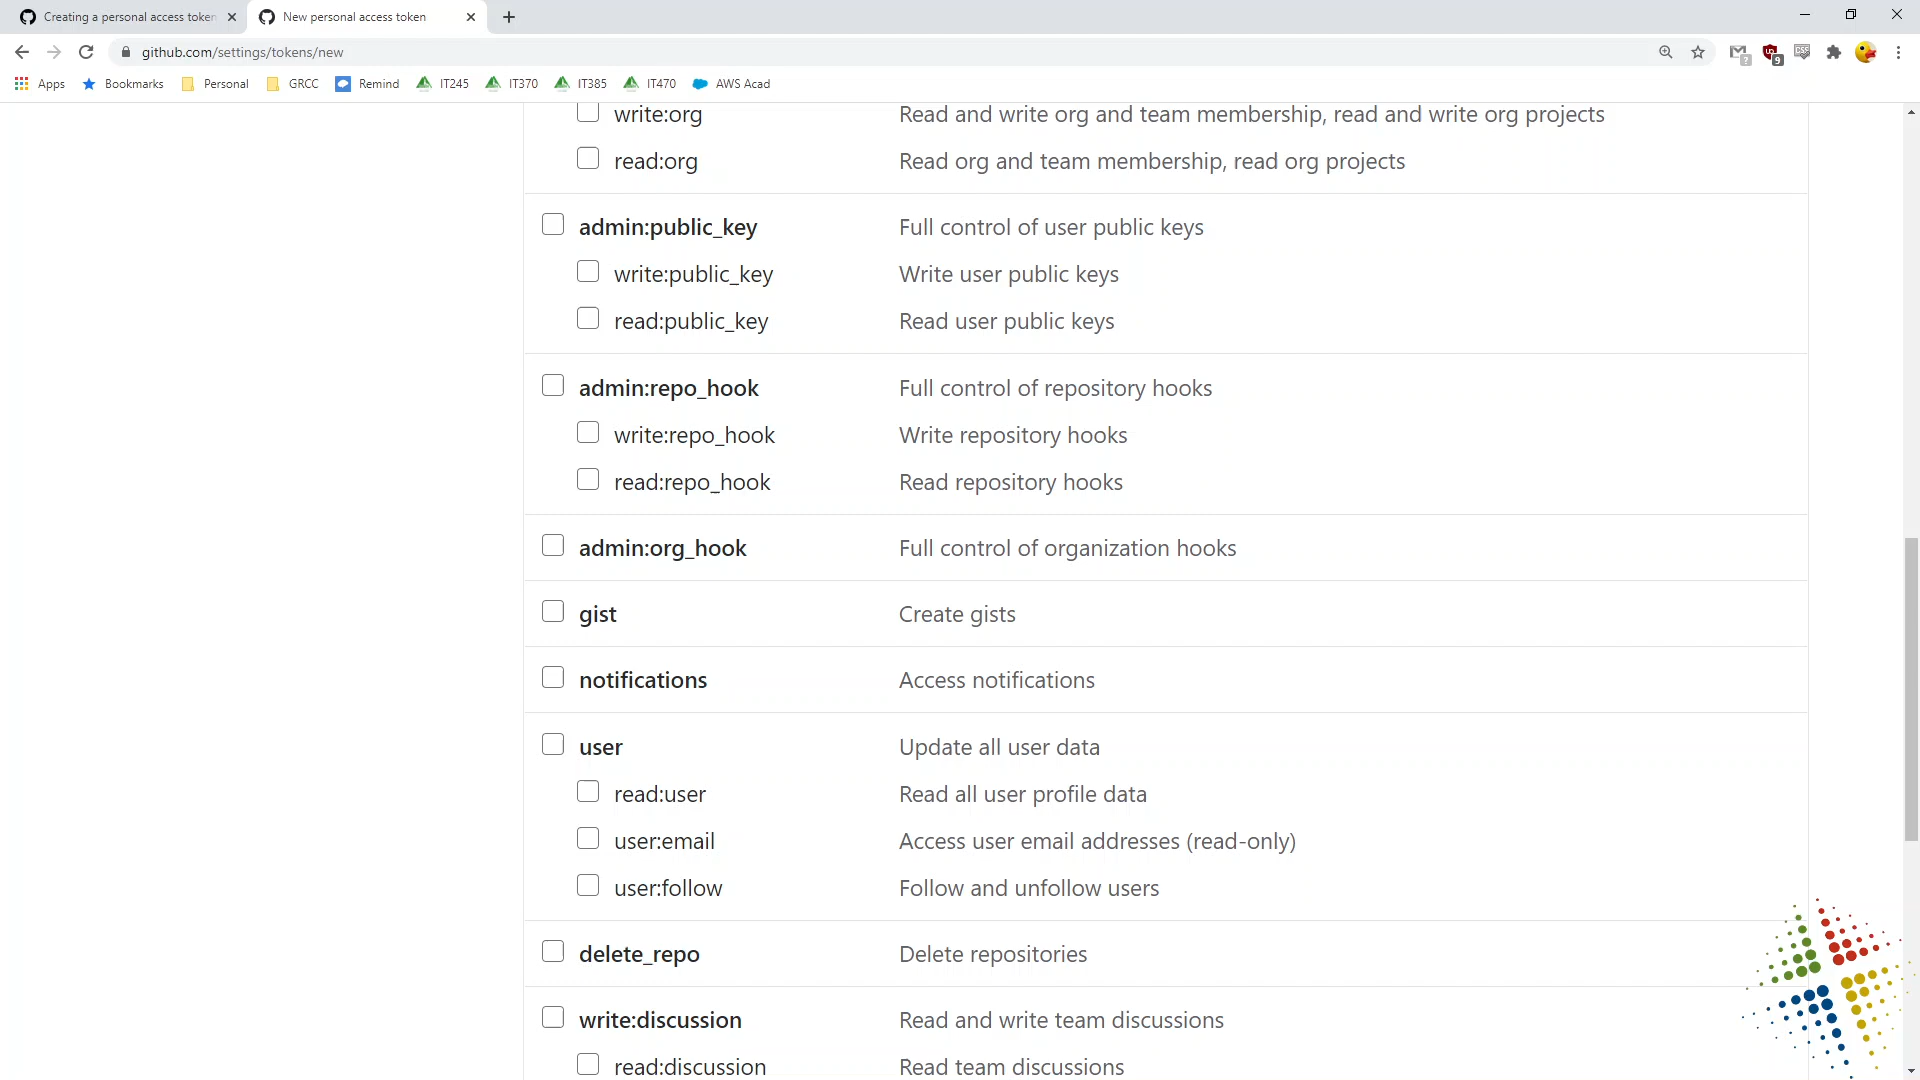 Creating a personal access token
New personal access token
github.com/settings/tokens/new
?
9
CSS
Apps
Bookmarks
Personal
GRCC
Remind
IT245
IT370
IT385
IT470
AWS Acad
write:org Read and write org and team membership, read and write org projects
read:org Read org and team membership, read org projects
admin:public_key Full control of user public keys
write:public_key Write user public keys
read:public_key Read user public keys
admin:repo_hook Full control of repository hooks
write:repo_hook Write repository hooks
read:repo_hook Read repository hooks
admin:org_hook Full control of organization hooks
gist Create gists
notifications Access notifications
user Update all user data
read:user Read all user profile data
user:email Access user email addresses (read-only)
user:follow Follow and unfollow users
delete_repo Delete repositories
write:discussion Read and write team discussions
read:discussion Read team discussions